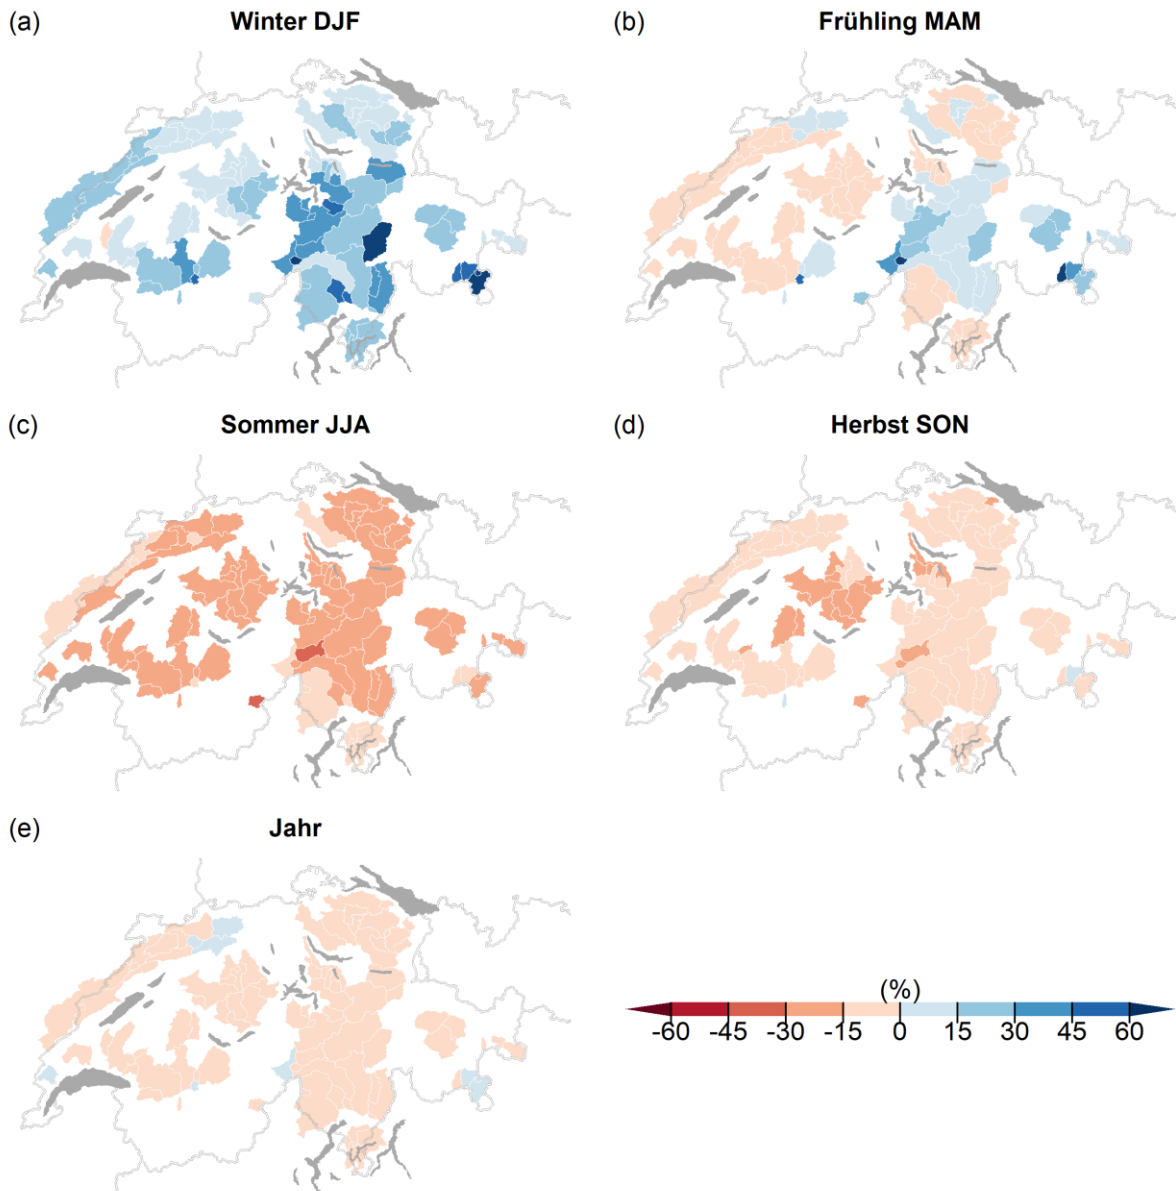 (a) Winter DJF
(b) Frühling MAM
(c) Sommer JJA
(d) Herbst SON
(e) Jahr
(%)
-60 -45 -30 -15 0 15 30 45 60